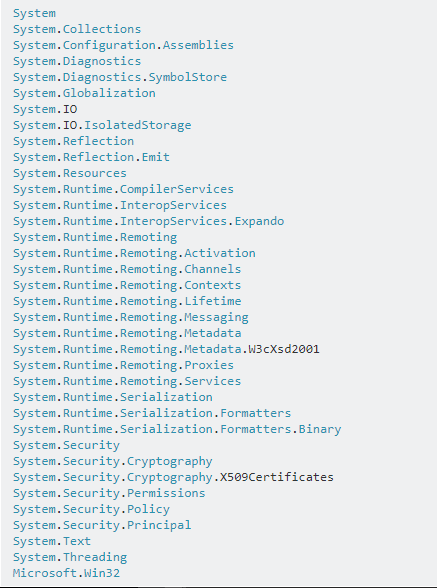 System
System.Collections
System.Configuration.Assemblies
System.Diagnostics
System.Diagnostics.SymbolStore
System.Globalization
System.IO
System.IO.IsolatedStorage
System.Reflection
System.Reflection.Emit
System.Resources
System.Runtime.CompilerServices
System.Runtime.InteropServices
System.Runtime.InteropServices.Expando
System.Runtime.Remoting
System.Runtime.Remoting.Activation
System.Runtime.Remoting.Channels
System.Runtime.Remoting.Contexts
System.Runtime.Remoting.Lifetime
System.Runtime.Remoting.Messaging
System.Runtime.Remoting.Metadata
System.Runtime.Remoting.Metadata.W3cXsd2001
System.Runtime.Remoting.Proxies
System.Runtime.Remoting.Services
System.Runtime.Serialization
System.Runtime.Serialization.Formatters
System.Runtime.Serialization.Formatters.Binary
System.Security
System.Security.Cryptography
System.Security.Cryptography.X509Certificates
System.Security.Permissions
System.Security.Policy
System.Security.Principal
System.Text
System.Threading
Microsoft.Win32